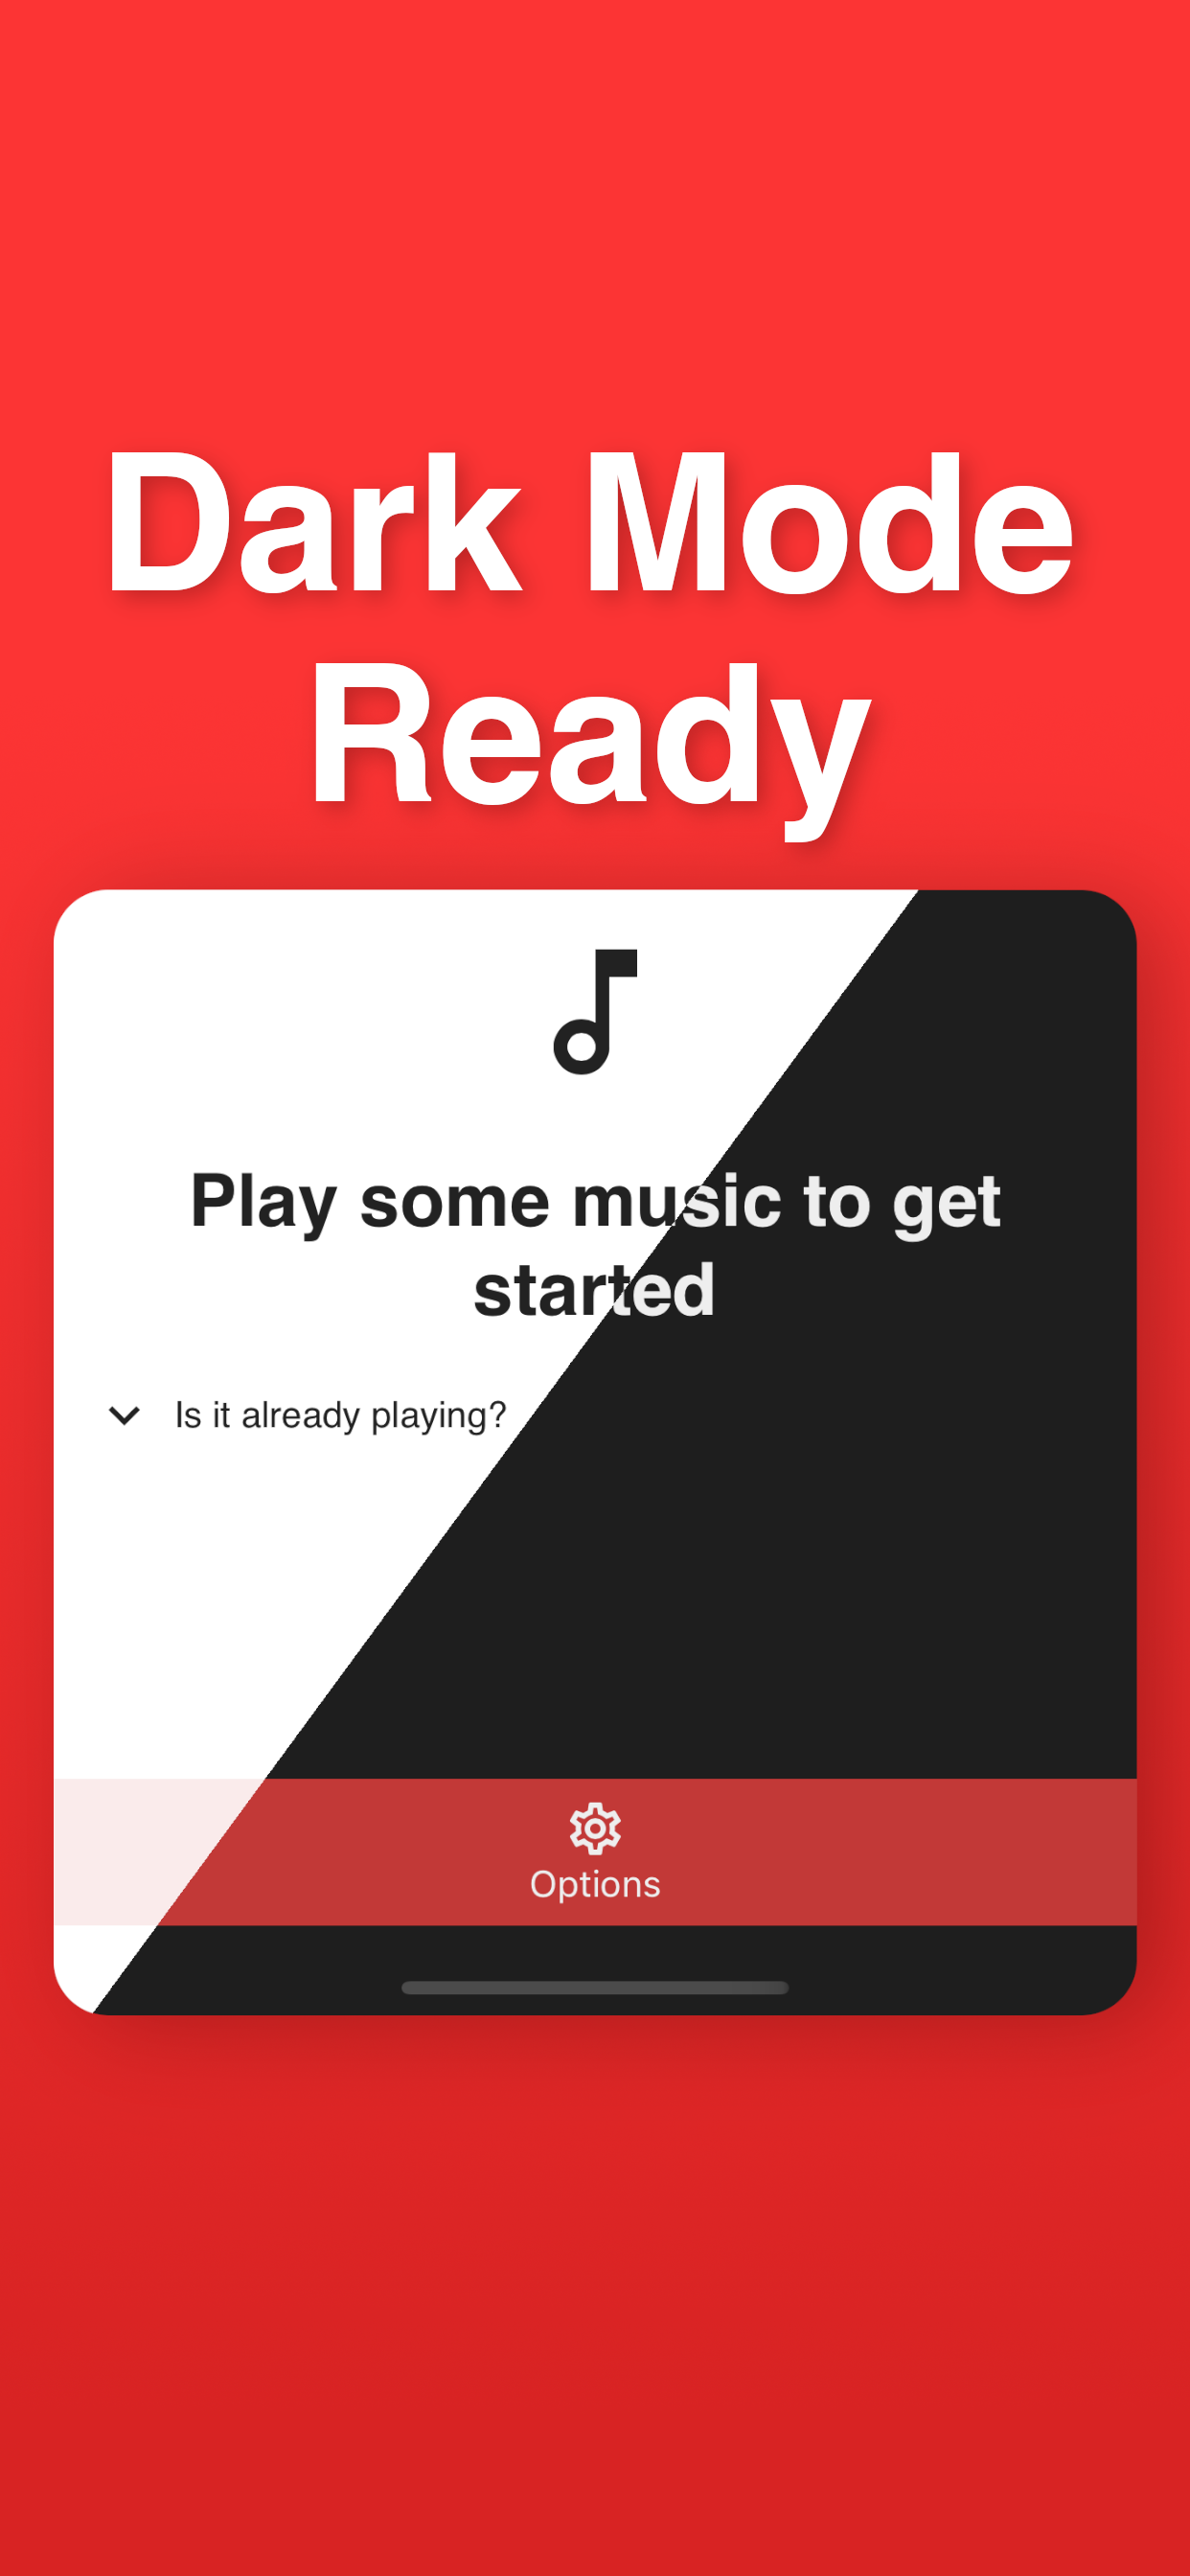 Dark Mode
Ready
Play some music to get
started
Is it already playing?
Options